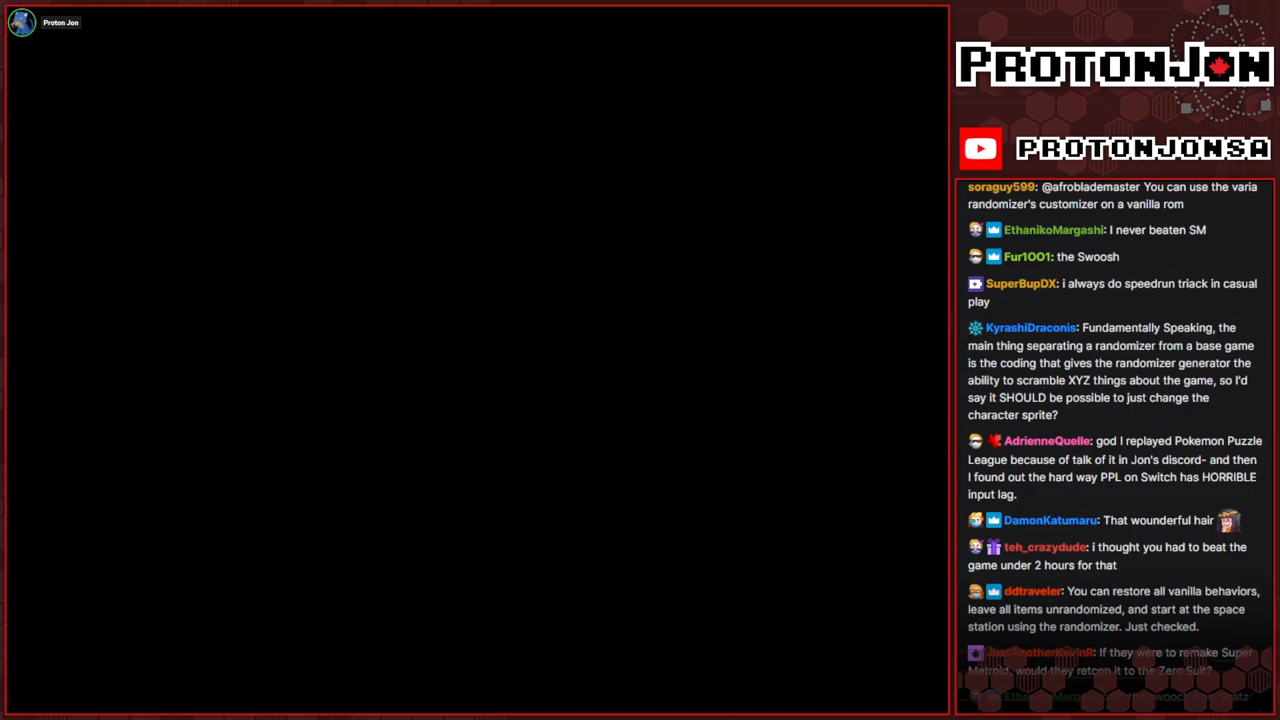 Proton Jon
PROTONJON
PROTONJONSA
soraguy599: @afroblademaster You can use the varia
randomizer's customizer on a vanilla rom
EthanikoMargashi: I never beaten SM
Fur1001: the Swoosh
SuperBupDX: i always do speedrun triack in casual
play
KyrashiDraconis: Fundamentally Speaking, the
main thing separating a randomizer from a base game
is the coding that gives the randomizer generator the
ability to scramble XYZ things about the game, so I'd
say it SHOULD be possible to just change the
character sprite?
AdrienneQuelle: god I replayed Pokemon Puzzle
League because of talk of it in Jon's discord- and then
I found out the hard way PPL on Switch has HORRIBLE
input lag.
DamonKatumaru: That wounderful hair
teh_crazydude: i thought you had to beat the
game under 2 hours for that
ddtraveler: You can restore all vanilla behaviors,
leave all items unrandomized, and start at the space
station using the randomizer. Just checked.
JustAnotherKevinR: If they were to remake Super
Metroid, would they retcon it to the Zero Suit?